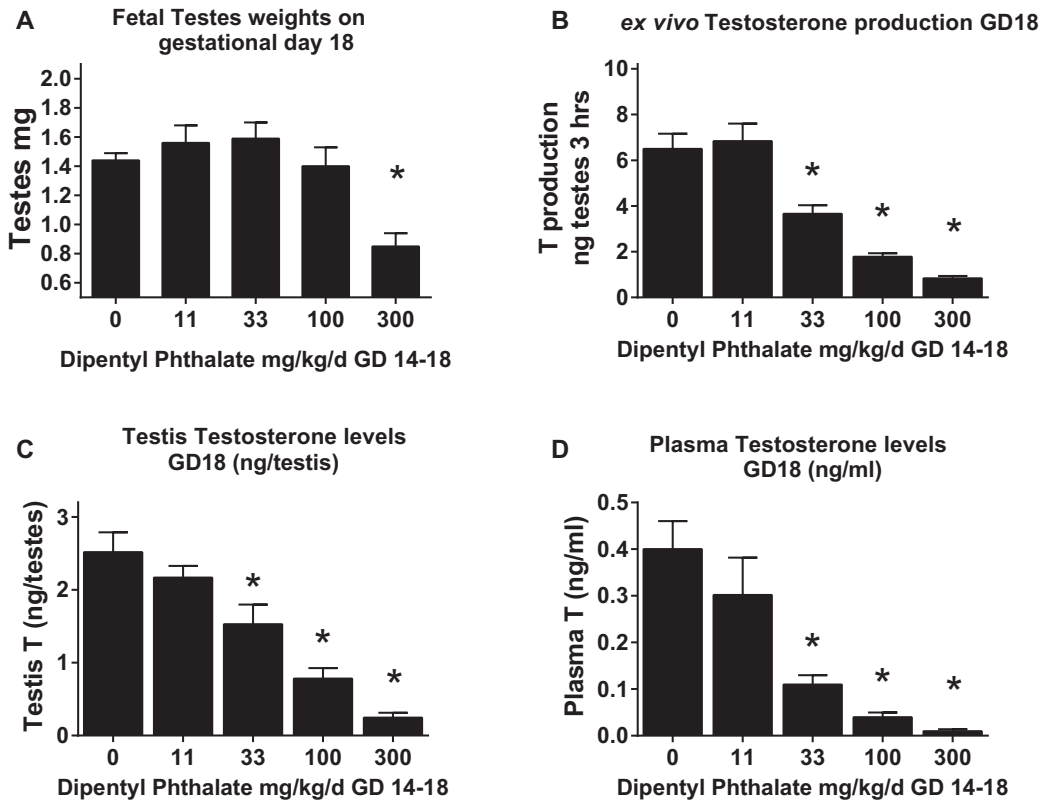 A
Fetal Testes weights on
gestational day 18
Testes mg
2.0
1.8
1.6
1.4
1.2
1.0
0.8
0.6
*
0 11 33 100 300
Dipentyl Phthalate mg/kg/d GD 14-18
B
ex vivo Testosterone production GD18
T production
ng testes 3 hrs
10
8
6
4
2
0
* * *
0 11 33 100 300
Dipentyl Phthalate mg/kg/d GD 14-18
C
Testis Testosterone levels
GD18 (ng/testis)
Testis T (ng/testes)
3
2
1
0
* * *
0 11 33 100 300
Dipentyl Phthalate mg/kg/d GD 14-18
D
Plasma Testosterone levels
GD18 (ng/ml)
Plasma T (ng/ml)
0.5
0.4
0.3
0.2
0.1
0.0
* * *
0 11 33 100 300
Dipentyl Phthalate mg/kg/d GD 14-18